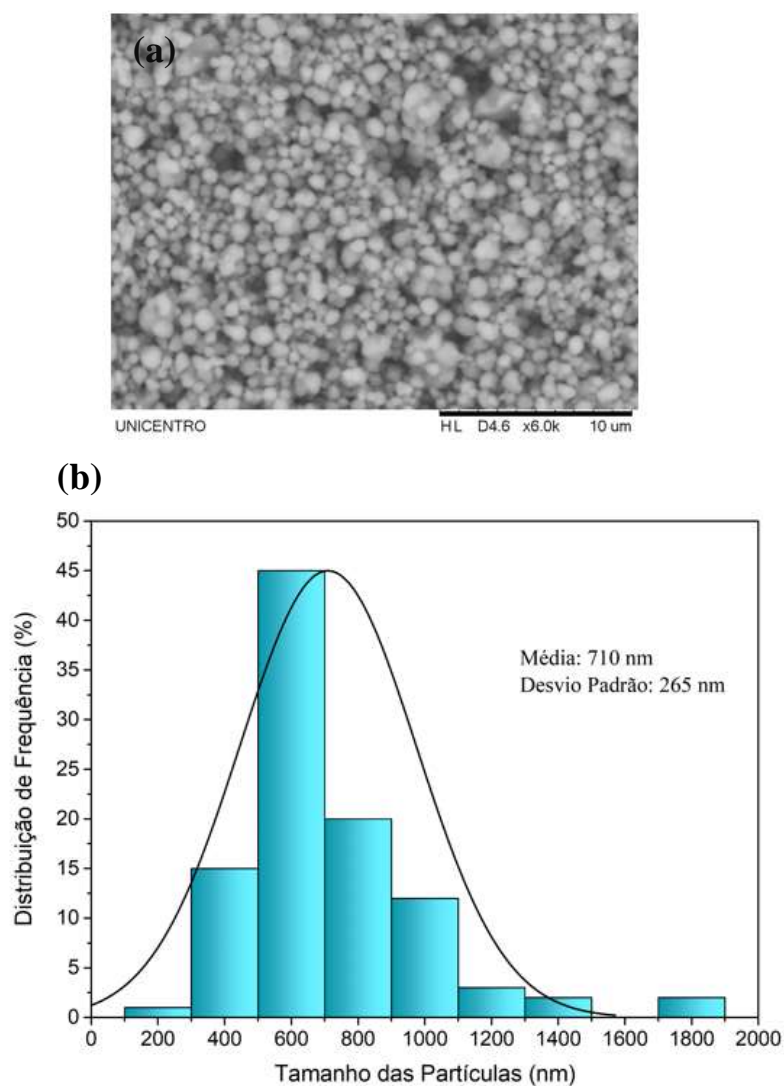 (a)
UNICENTRO
HL D4.6 x6.0k 10 um
(b)
Distribuição de Frequência (%)
50
45
40
35
30
25
20
15
10
5
0
Média: 710 nm
Desvio Padrão: 265 nm
0 200 400 600 800 1000 1200 1400 1600 1800 2000
Tamanho das Partículas (nm)